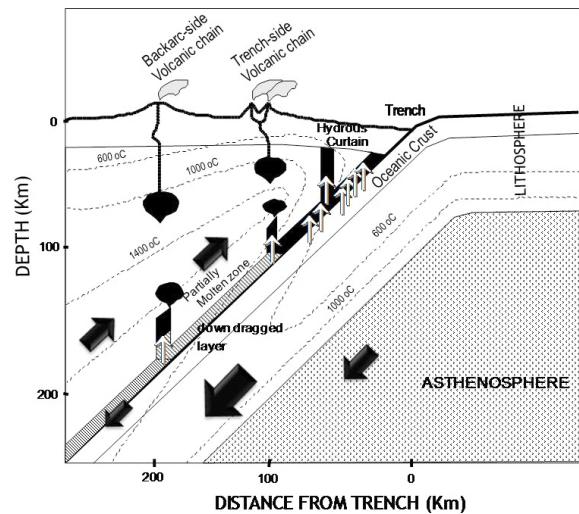 Backarc-side
Volcanic chain
Trench-side
Volcanic chain
Trench
0
Hydrous
Curtain
Oceanic Crust
LITHOSPHERE
600 oC
1000 oC
1400 oC
DEPTH (Km)
100
600 oC
1000 oC
Partially
Molten zone
down dragged
layer
ASTHENOSPHERE
200
200
100
0
DISTANCE FROM TRENCH (Km)